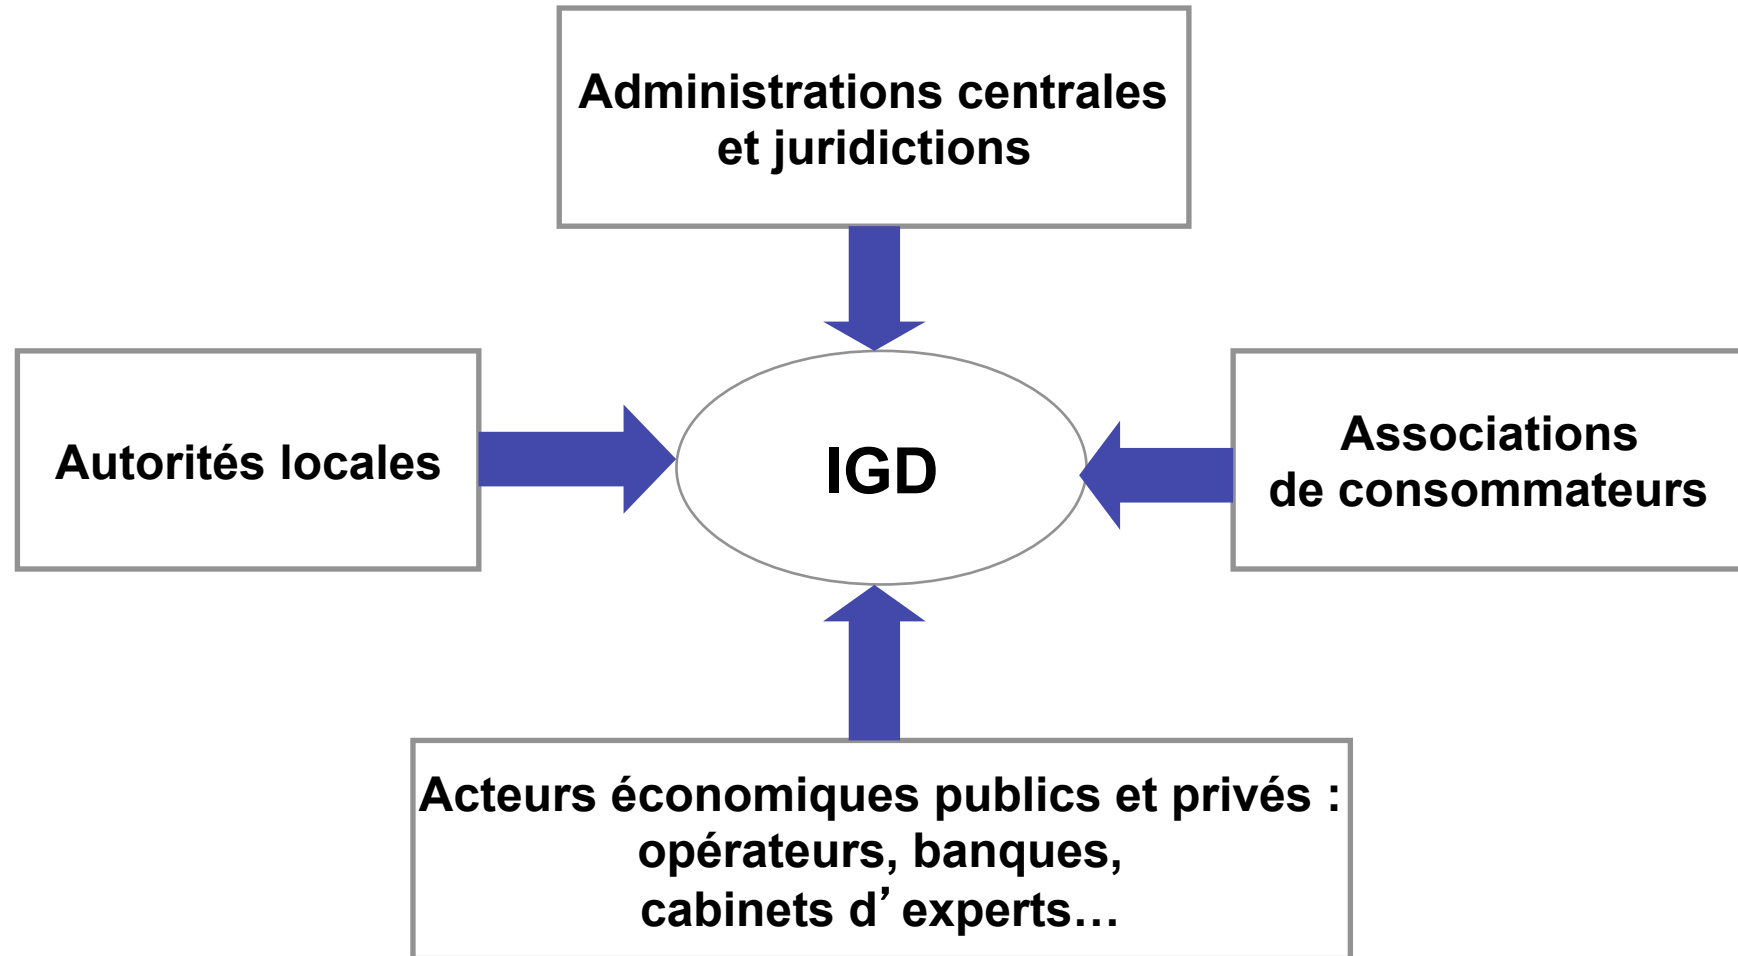 Administrations centrales
et juridictions
Autorités locales
IGD
Associations
de consommateurs
Acteurs économiques publics et privés :
opérateurs, banques,
cabinets d’ experts…